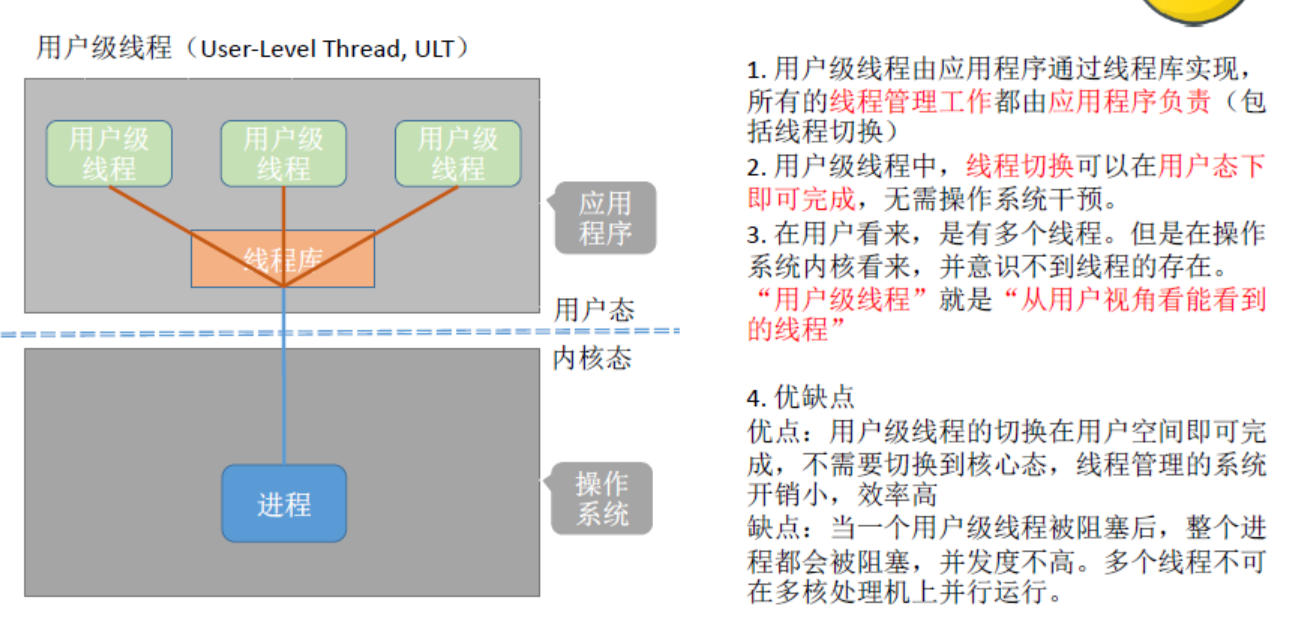 用户级线程（User-Level Thread, ULT）
用户级
线程
用户级
线程
用户级
线程
线程库
应用
程序
用户态
内核态
进程
操作
系统
1. 用户级线程由应用程序通过线程库实现，
所有的线程管理工作都由应用程序负责（包
括线程切换）
2. 用户级线程中，线程切换可以在用户态下
即可完成，无需操作系统干预。
3. 在用户看来，是有多个线程。但是在操作
系统内核看来，并意识不到线程的存在。
“用户级线程”就是“从用户视角看能看到
的线程”
4. 优缺点
优点：用户级线程的切换在用户空间即可完
成，不需要切换到核心态，线程管理的系统
开销小，效率高
缺点：当一个用户级线程被阻塞后，整个进
程都会被阻塞，并发度不高。多个线程不可
在多核处理机上并行运行。